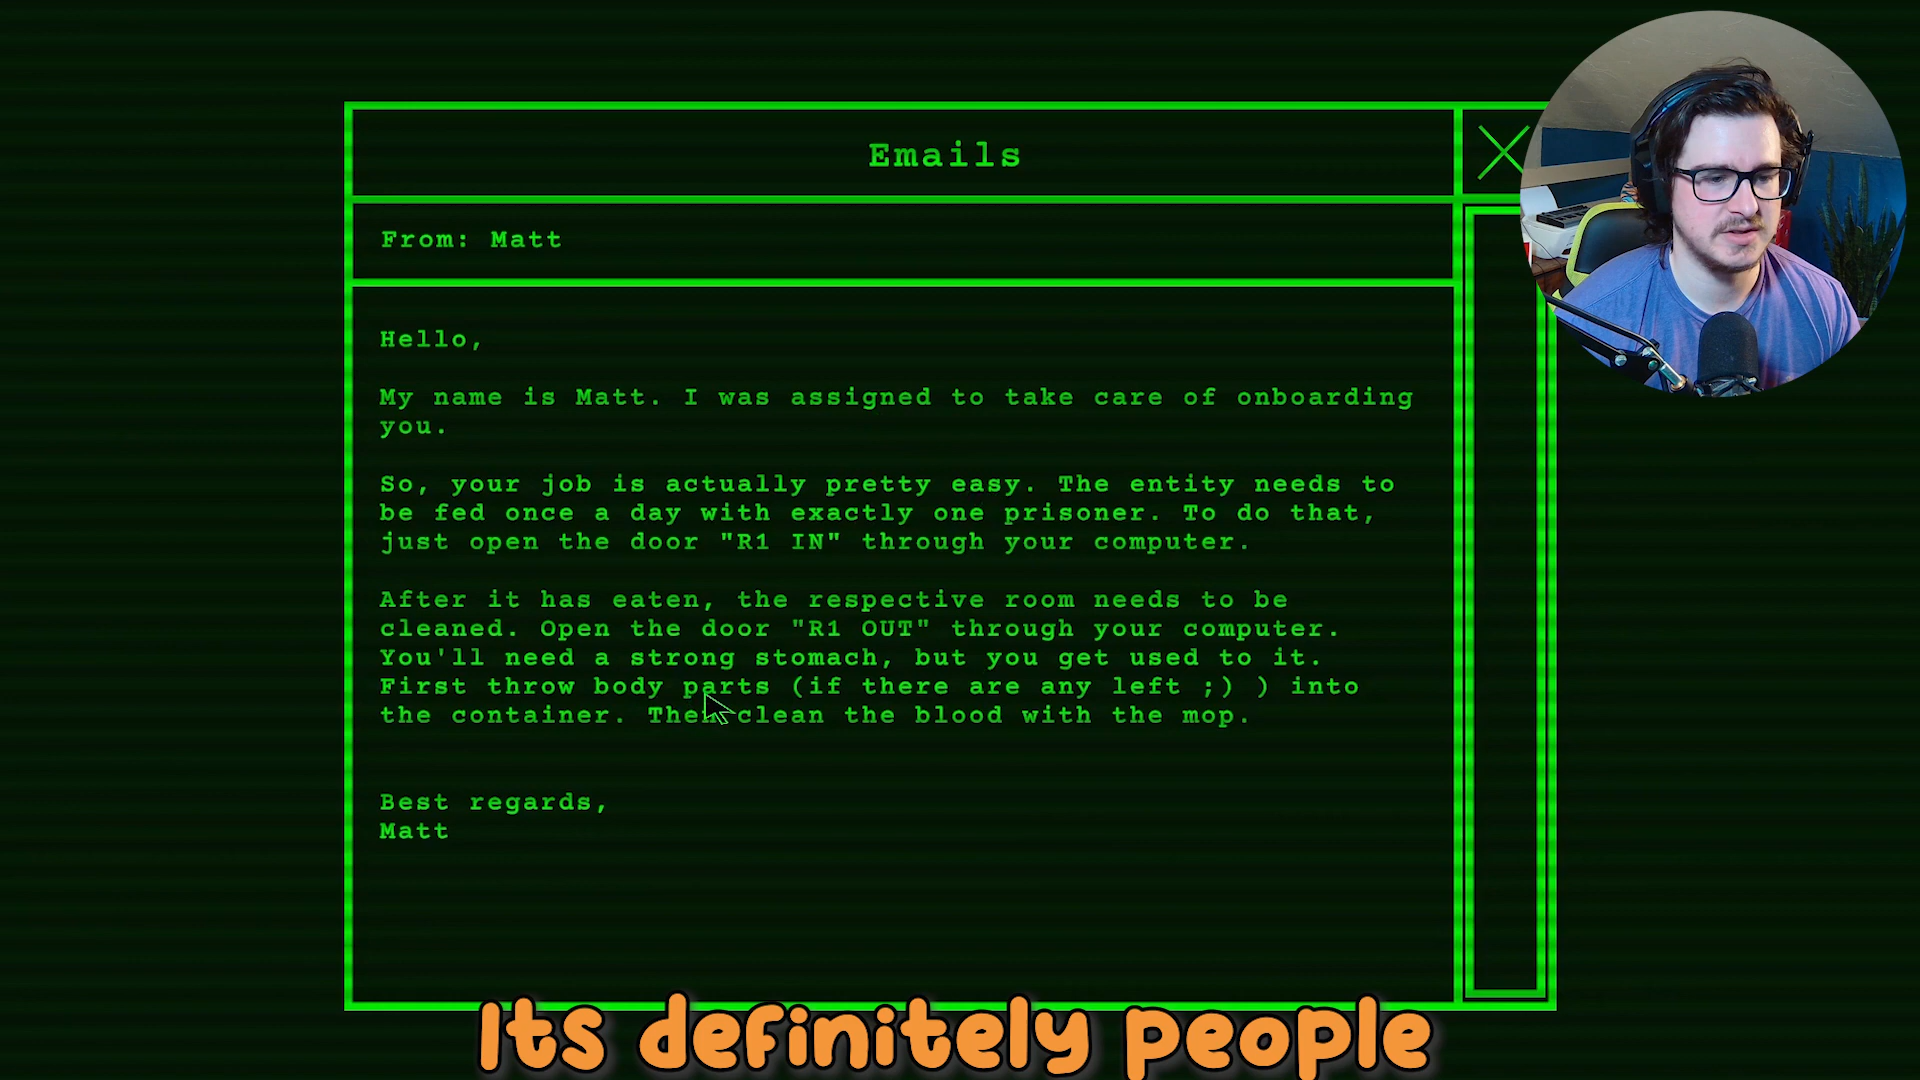 Emails
From: Matt
Hello,
My name is Matt. I was assigned to take care of onboarding
you.
So, your job is actually pretty easy. The entity needs to
be fed once a day with exactly one prisoner. To do that,
just open the door "R1 IN" through your computer.
After it has eaten, the respective room needs to be
cleaned. Open the door "R1 OUT" through your computer.
You'll need a strong stomach, but you get used to it.
First throw body parts (if there are any left ;) ) into
the container. Then clean the blood with the mop.
Best regards,
Matt
Its definitely people